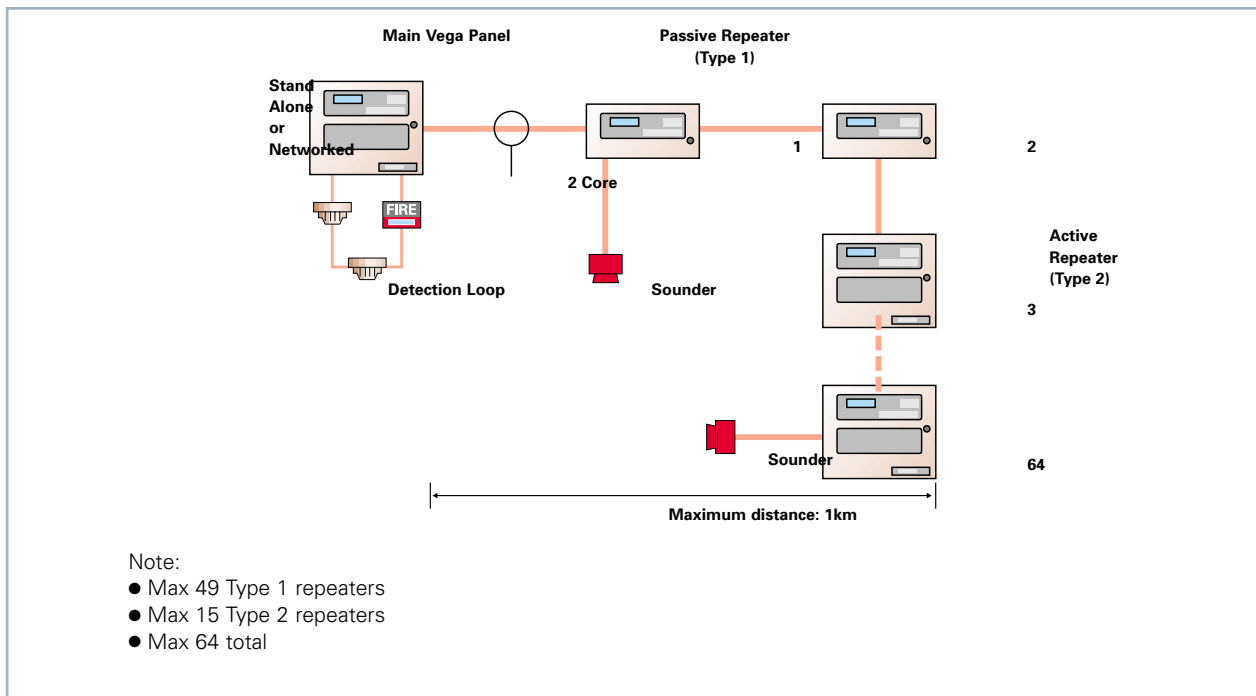 Main Vega Panel
Passive Repeater
(Type 1)
Stand
Alone
or
Networked
1
2
2 Core
FIRE
Active
Repeater
(Type 2)
Detection Loop
Sounder
3
Sounder
64
Maximum distance: 1km
Note:
● Max 49 Type 1 repeaters
● Max 15 Type 2 repeaters
● Max 64 total